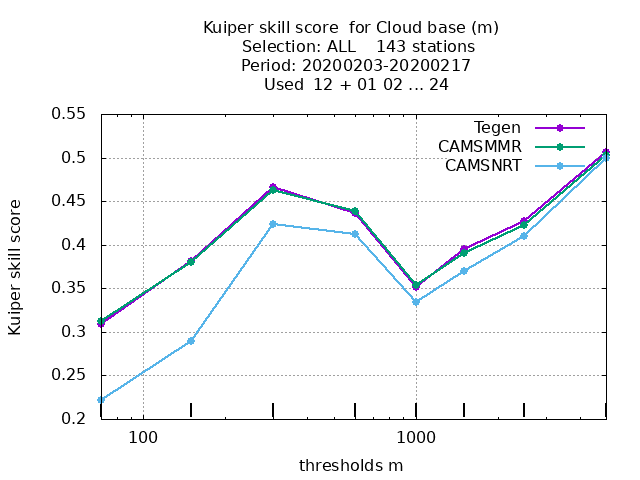 Kuiper skill score  for Cloud base (m)
Selection: ALL    143 stations
Period: 20200203-20200217
Used  12 + 01 02 ... 24
Tegen
CAMSMMR
CAMSNRT
0.55
0.5
0.45
0.4
0.35
0.3
0.25
0.2
Kuiper skill score
100
1000
thresholds m